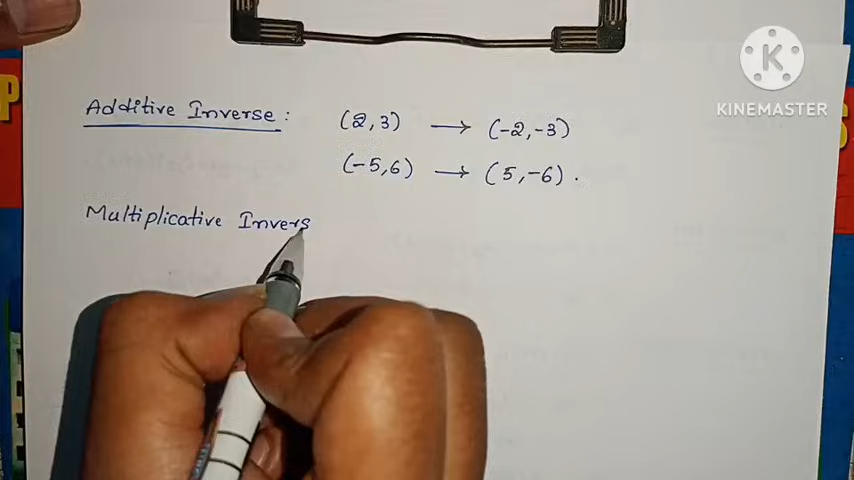 Additive Inverse : (2,3) → (-2,-3)
(-5,6) → (5,-6) .
Multiplicative Invers
KINEMASTER
P